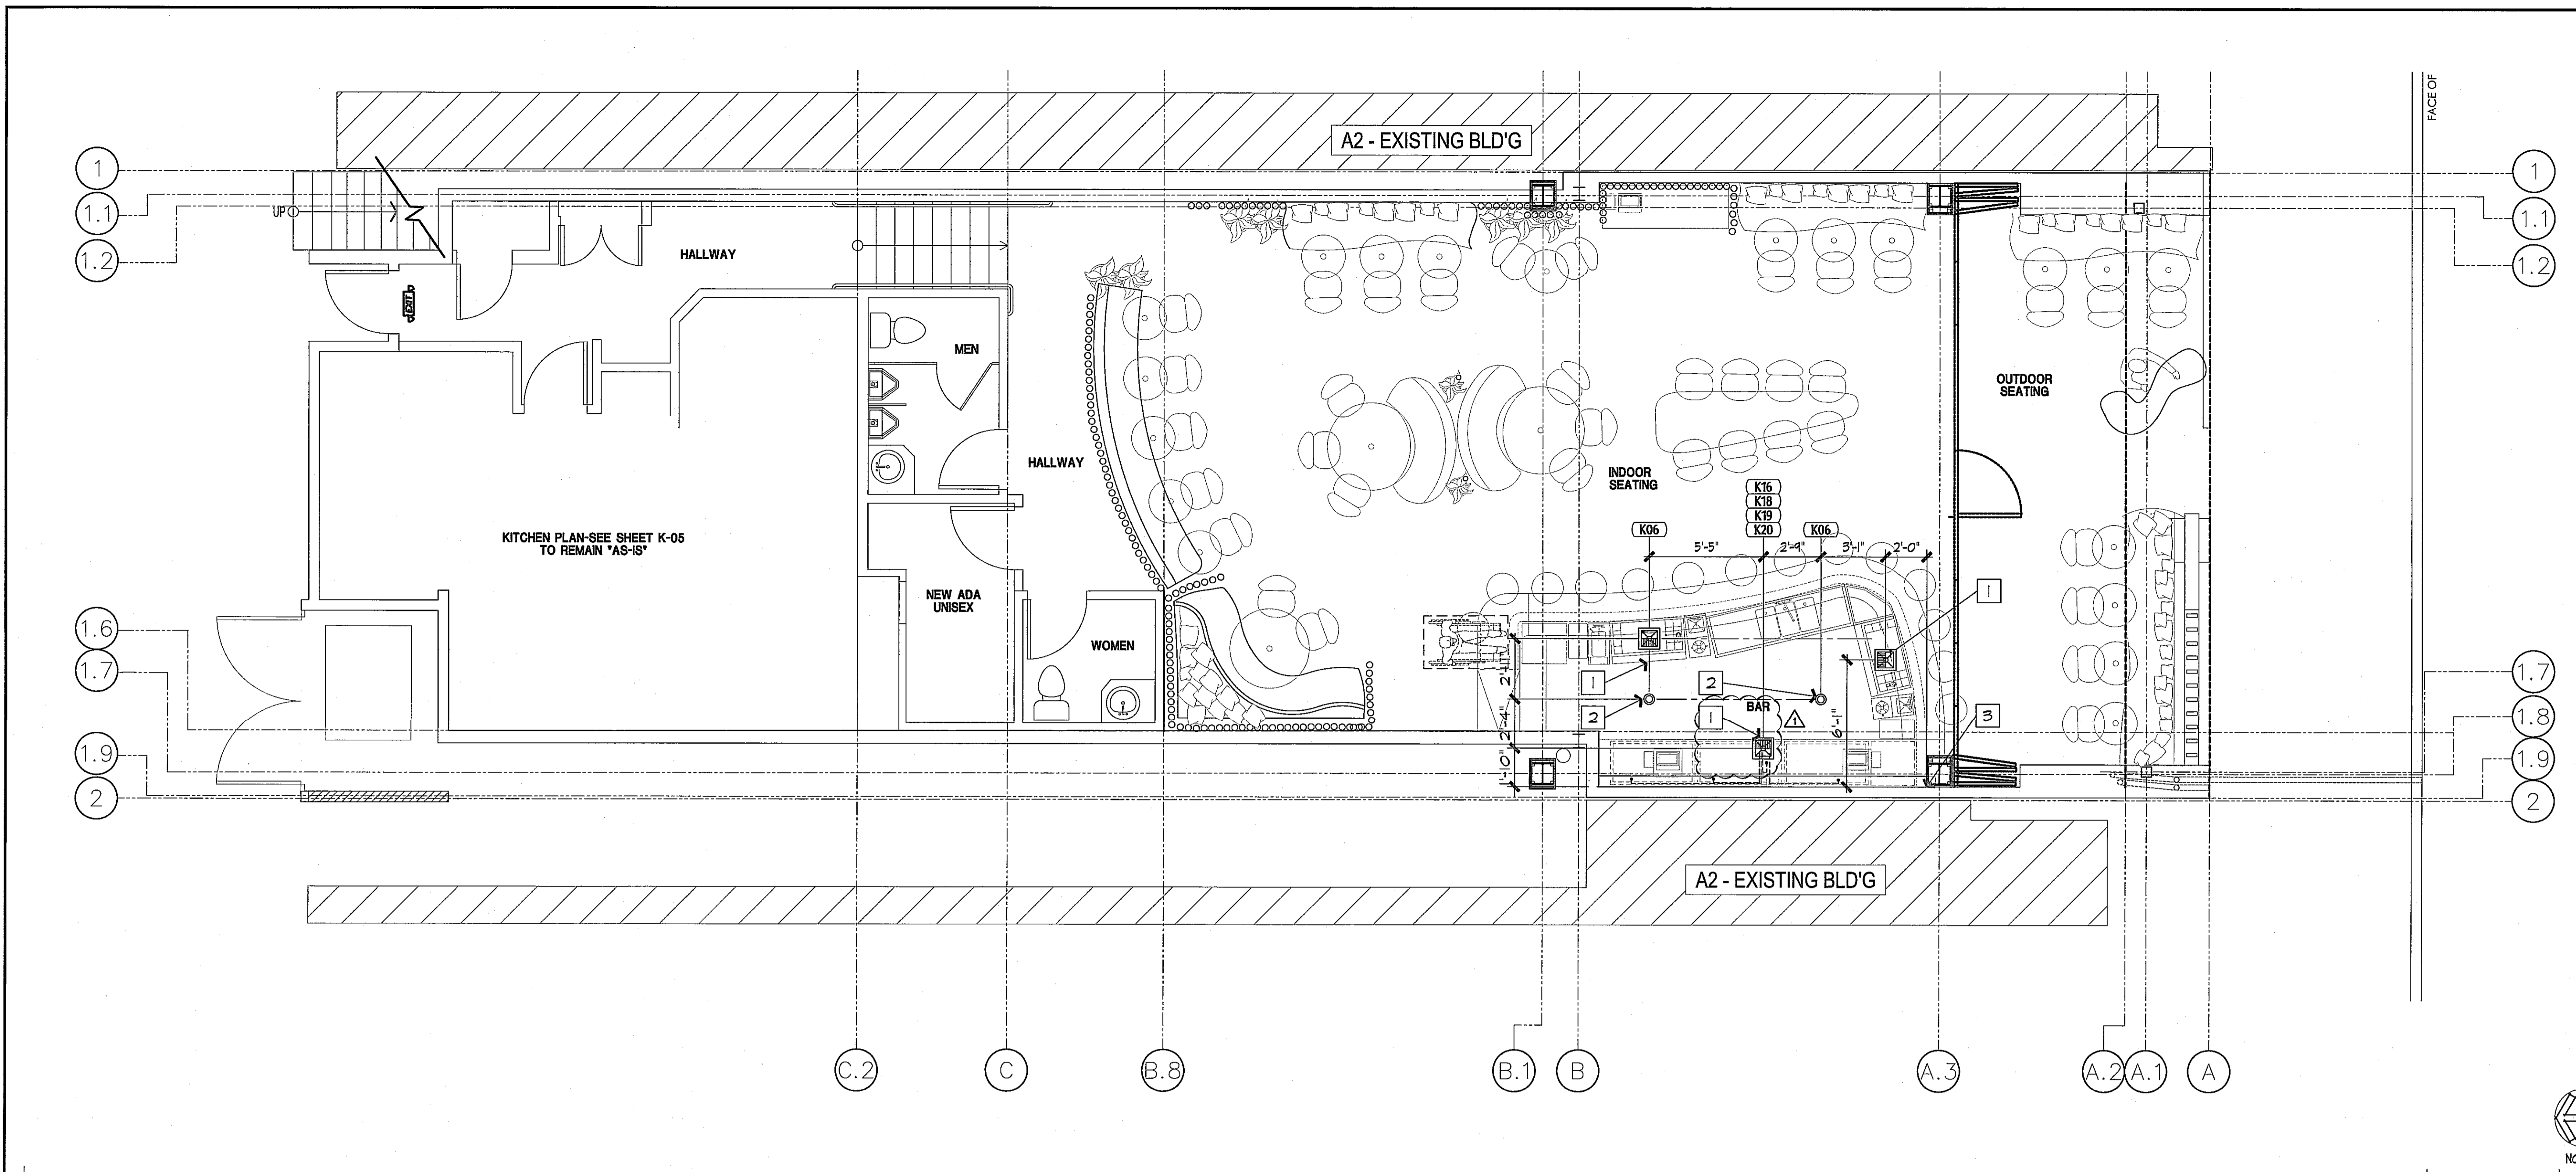 FACE OF
A2 - EXISTING BLD'G
1
1
1.1
1.1
UP
1.2
1.2
HALLWAY
EXIT
MEN
OUTDOOR
SEATING
HALLWAY
INDOOR
SEATING
K16
K18
K19
K20
K06
K06
KITCHEN PLAN-SEE SHEET K-05
TO REMAIN "AS-IS"
5'-5"
2'-9"
3'-1"
2'-0"
NEW ADA
UNISEX
1
1.6
WOMEN
1.7
1.7
2'-11"
1
2
2
1
BAR
1
3
2'-4"
6'-1"
1.8
1.9
1.9
1'-10"
2
2
A2 - EXISTING BLD'G
C.2
C
B.8
B.1
B
A.3
A.2
A.1
A